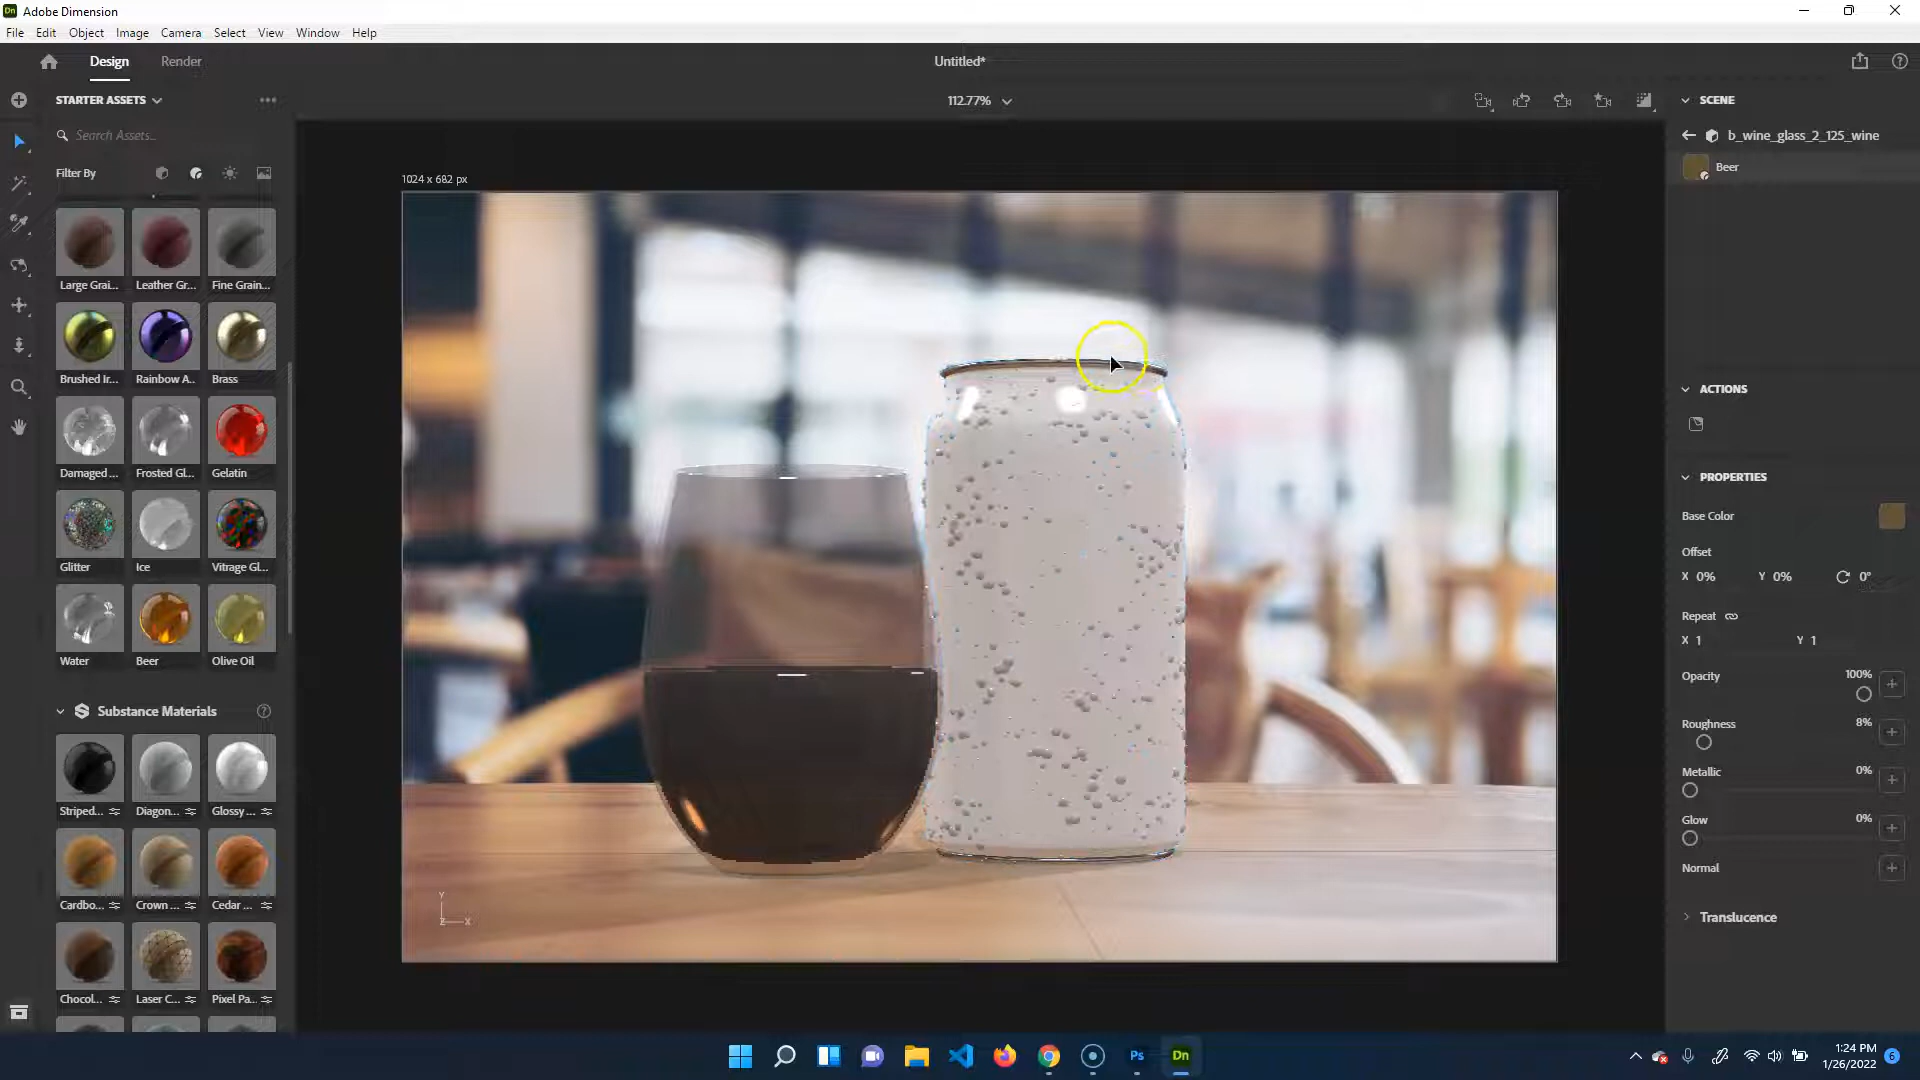 Dn Adobe Dimension
File Edit Object Image Camera Select View Window Help
Design Render Untitled*
STARTER ASSETS 112.77% SCENE
Search Assets... b_wine_glass_2_125_wine
Filter By Beer
1024 x 682 px
Large Grai... Leather Gr... Fine Grain...
Brushed Ir... Rainbow A... Brass
ACTIONS
Damaged ... Frosted Gl... Gelatin
PROPERTIES
Base Color
Offset
Glitter Ice Vitrage Gl...
X 0% Y 0% 0°
Repeat
X 1 Y 1
Water Beer Olive Oil
Opacity 100%
Substance Materials
Roughness 8%
Metallic 0%
Striped... Diagon... Glossy ...
Glow 0%
Normal
Cardbo... Crown ... Cedar ...
Translucence
Y
Z X
Chocol... Laser C... Pixel Pa...
Ps Dn
1:24 PM
1/26/2022 6